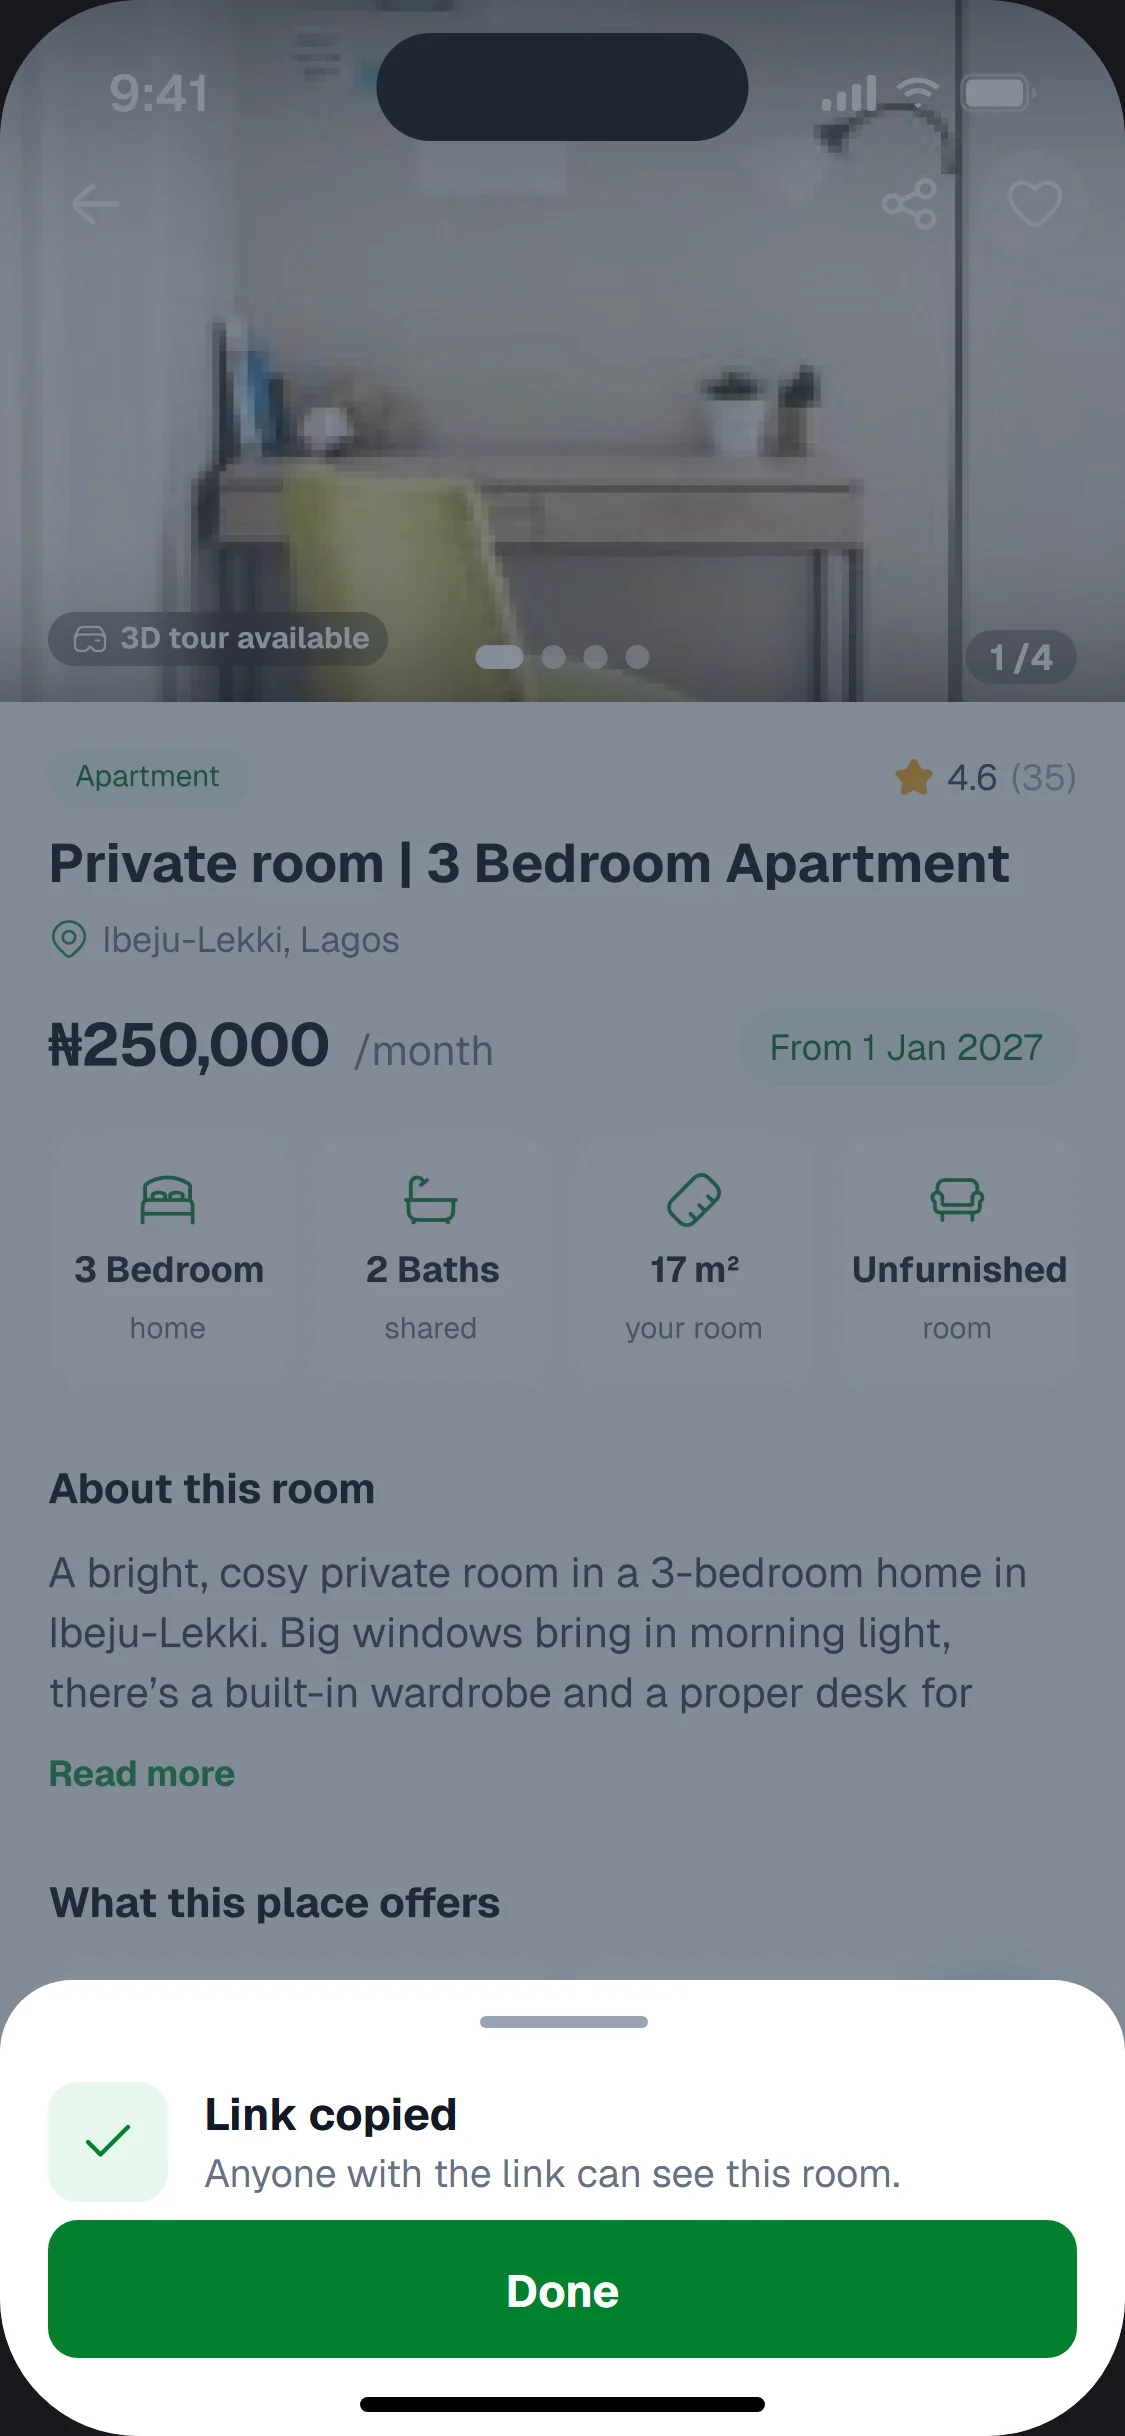 9:41
3D tour available
1 / 4
Apartment
4.6 (35)
Private room | 3 Bedroom Apartment
Ibeju-Lekki, Lagos
₦250,000 /month
From 1 Jan 2027
3 Bedroom
home
2 Baths
shared
17 m²
your room
Unfurnished
room
About this room
A bright, cosy private room in a 3-bedroom home in
Ibeju-Lekki. Big windows bring in morning light,
there’s a built-in wardrobe and a proper desk for
Read more
What this place offers
Link copied
Anyone with the link can see this room.
Done